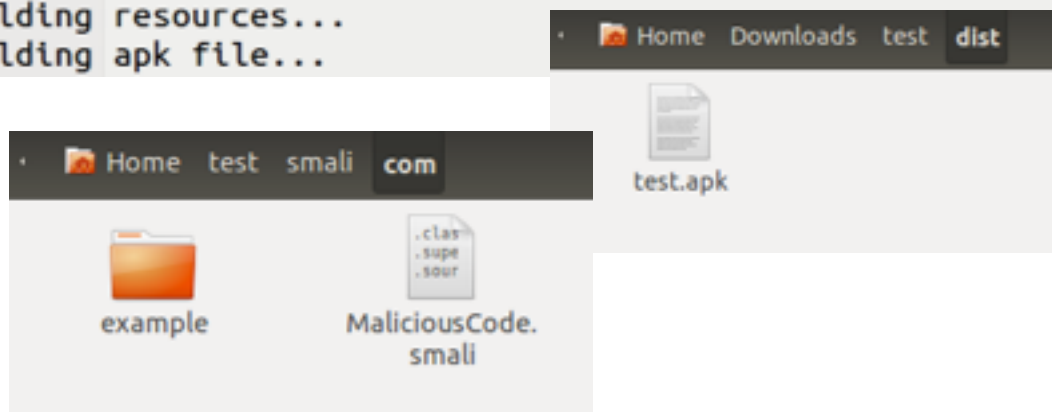 lding resources...
lding apk file...
Home Downloads test dist
test.apk
Home test smali com
.clas
.supe
.sour
example
MaliciousCode.
smali